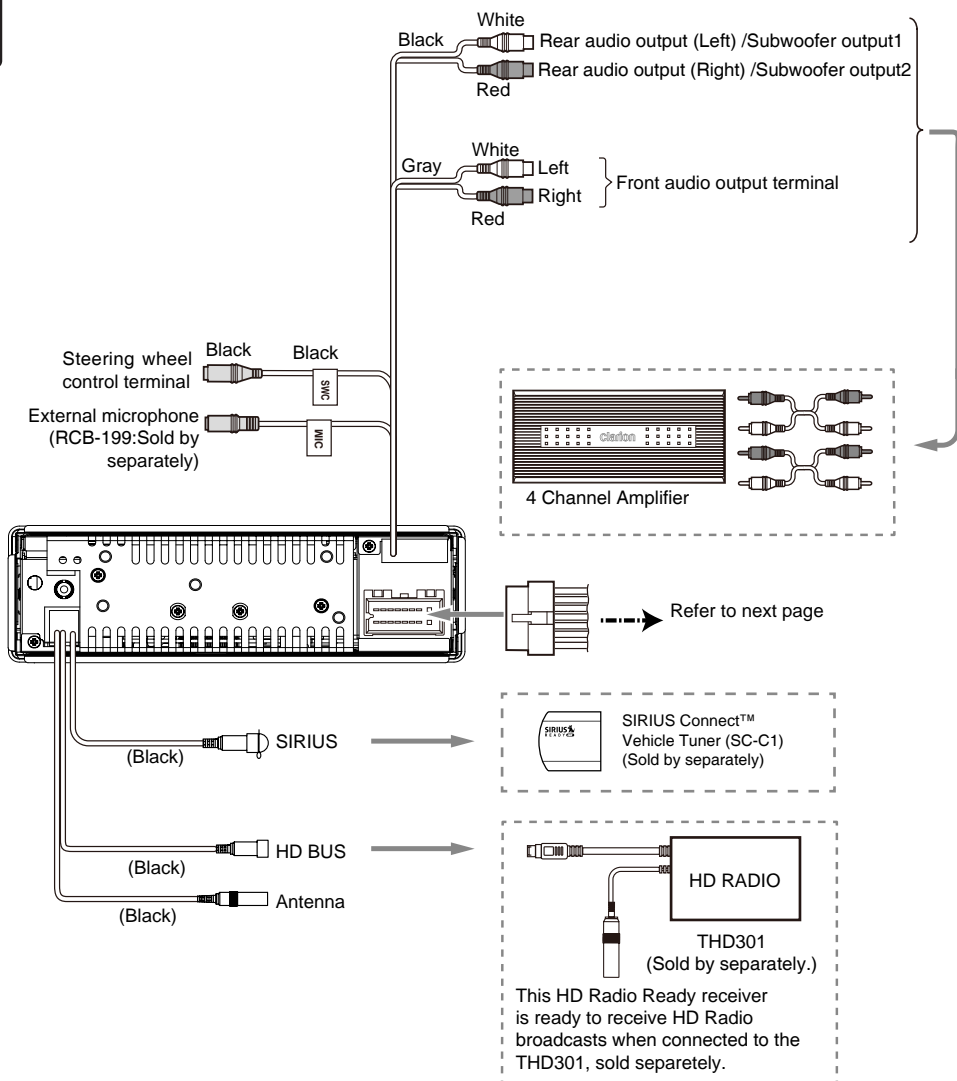 White
Black
Rear audio output (Left) /Subwoofer output1
Rear audio output (Right) /Subwoofer output2
Red
White
Gray
Left
Right
Front audio output terminal
Red
Steering wheel
control terminal
Black
Black
SWC
External microphone
(RCB-199:Sold by
separately)
MIC
clarion
4 Channel Amplifier
Refer to next page
SIRIUS
(Black)
SIRIUS
READY
SIRIUS Connect™
Vehicle Tuner (SC-C1)
(Sold by separately)
HD BUS
(Black)
Antenna
(Black)
HD RADIO
THD301
(Sold by separately.)
This HD Radio Ready receiver
is ready to receive HD Radio
broadcasts when connected to the
THD301, sold separetely.